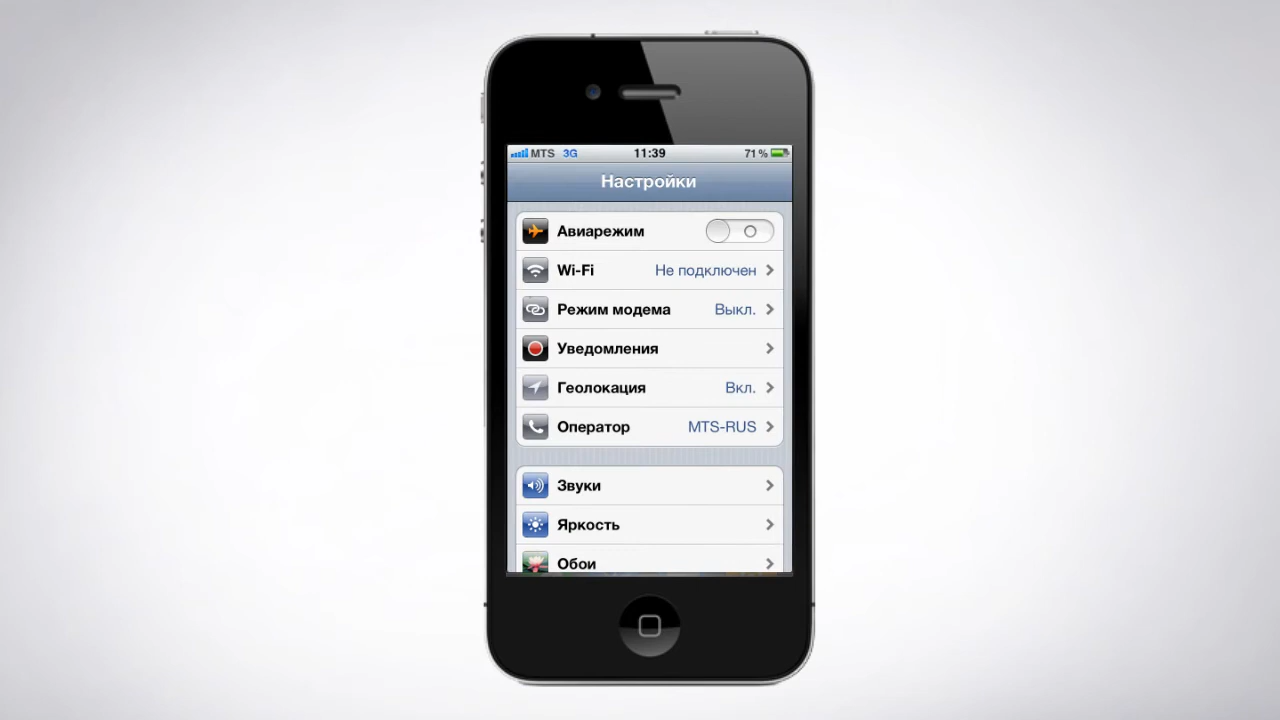 MTS 3G 11:39 71 %
Настройки
Авиарежим
Wi-Fi Не подключен
Режим модема Выкл.
Уведомления
Геолокация Вкл.
Оператор MTS-RUS
Звуки
Яркость
Обои